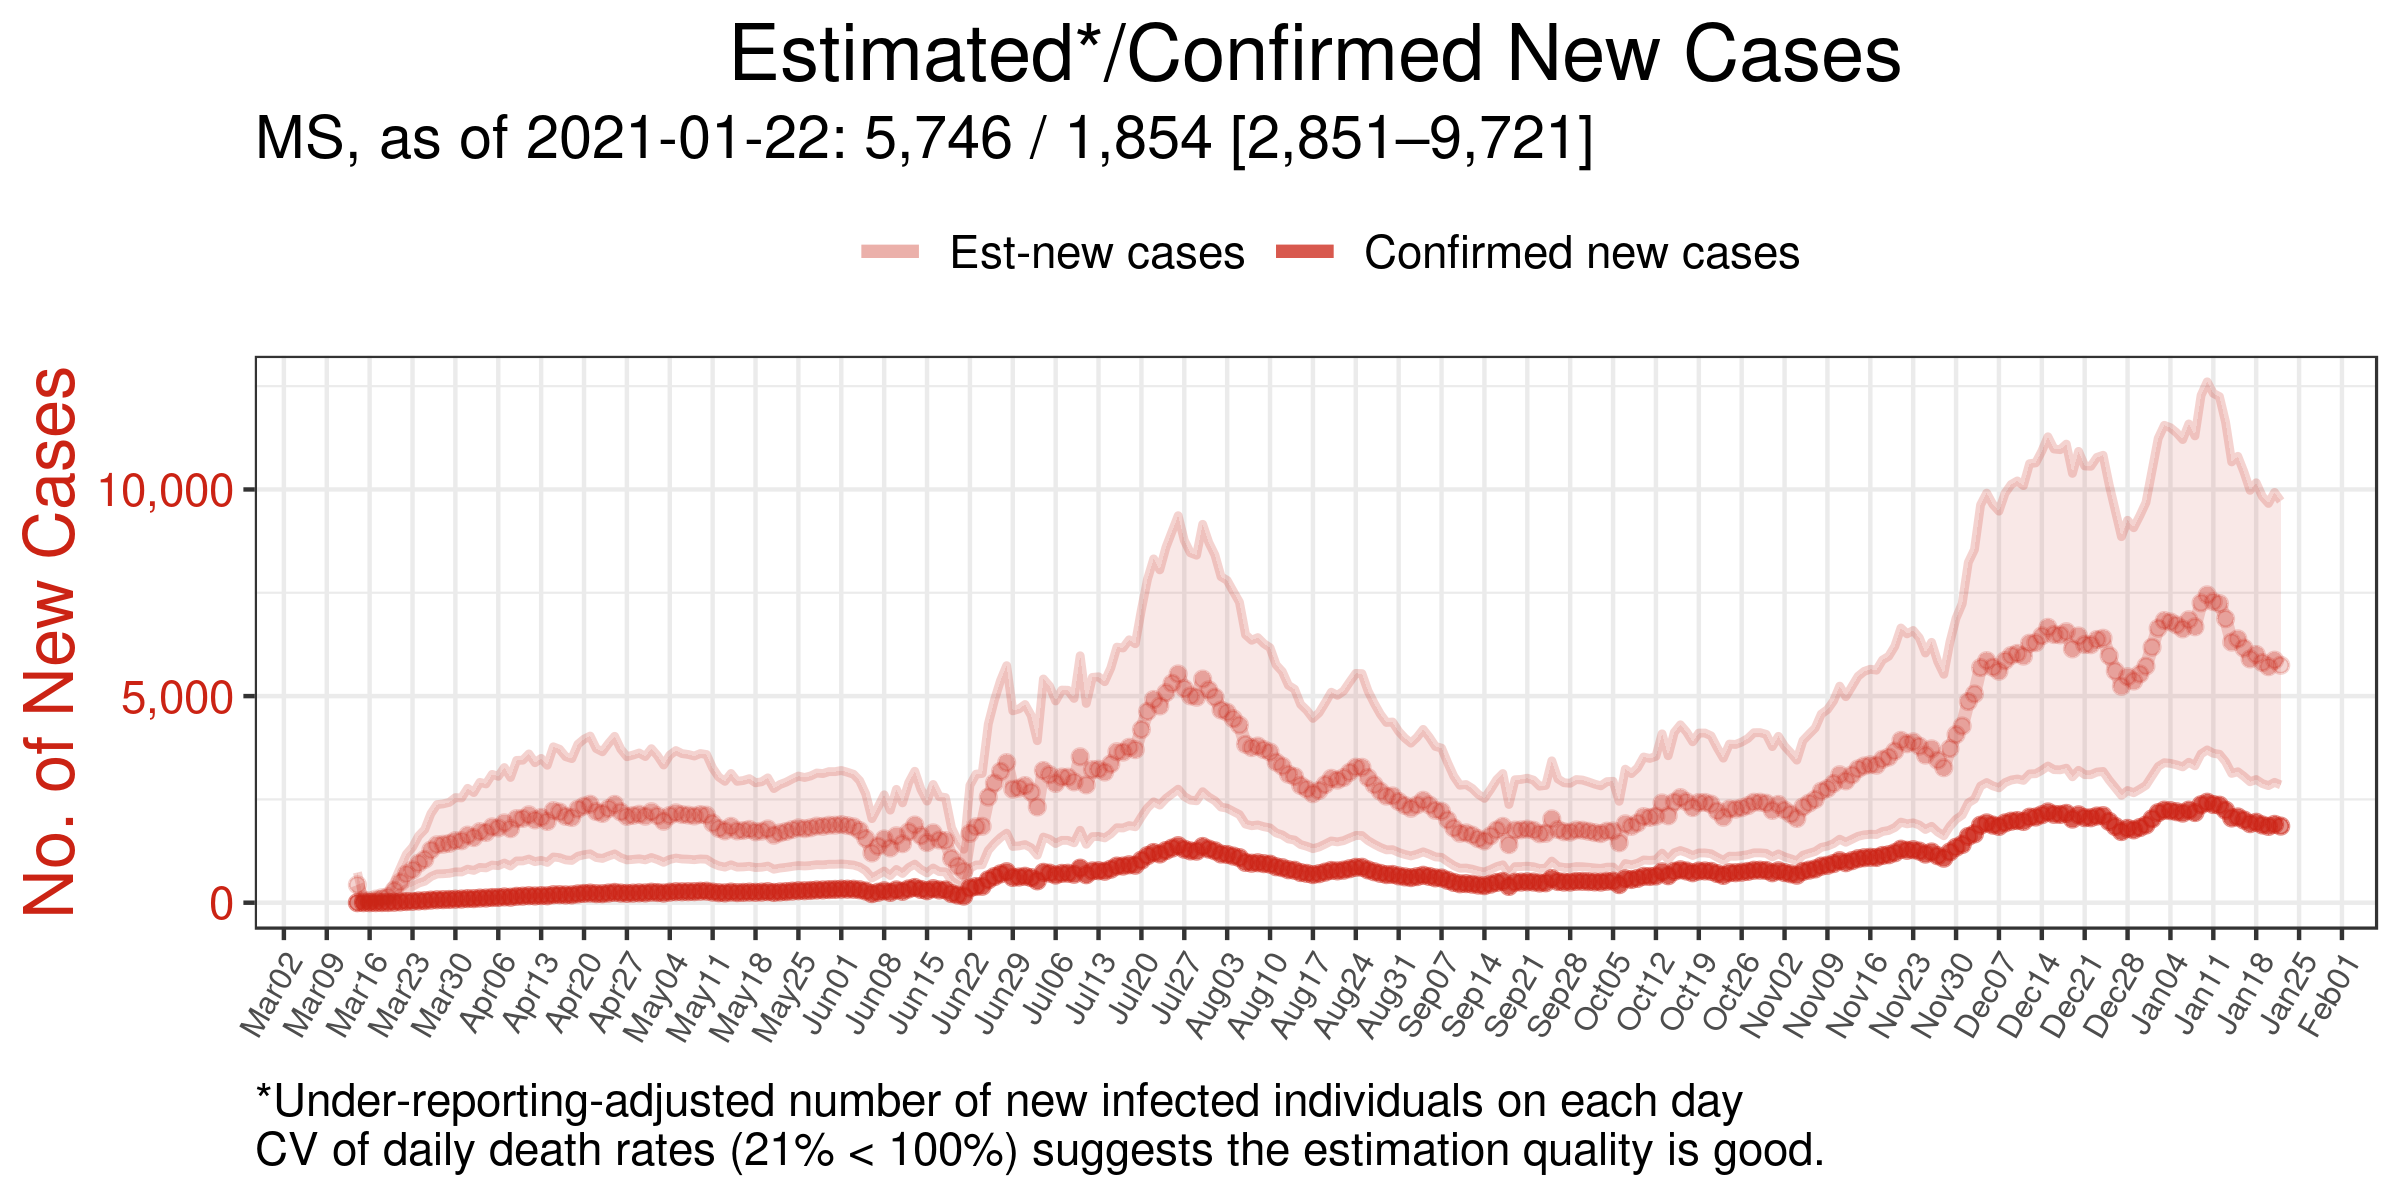 Estimated*/Confirmed New Cases
MS, as of 2021-01-22: 5,746 / 1,854 [2,851–9,721]
Est-new cases
Confirmed new cases
No. of New Cases
10,000
5,000
0
Mar02
Mar09
Mar16
Mar23
Mar30
Apr06
Apr13
Apr20
Apr27
May04
May11
May18
May25
Jun01
Jun08
Jun15
Jun22
Jun29
Jul06
Jul13
Jul20
Jul27
Aug03
Aug10
Aug17
Aug24
Aug31
Sep07
Sep14
Sep21
Sep28
Oct05
Oct12
Oct19
Oct26
Nov02
Nov09
Nov16
Nov23
Nov30
Dec07
Dec14
Dec21
Dec28
Jan04
Jan11
Jan18
Jan25
Feb01
*Under-reporting-adjusted number of new infected individuals on each day
CV of daily death rates (21% < 100%) suggests the estimation quality is good.